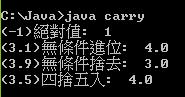 C:\Java>java carry
(-1)絕對值: 1
(3.1)無條件進位: 4.0
(3.9)無條件捨去: 3.0
(3.5)四捨五入: 4.0